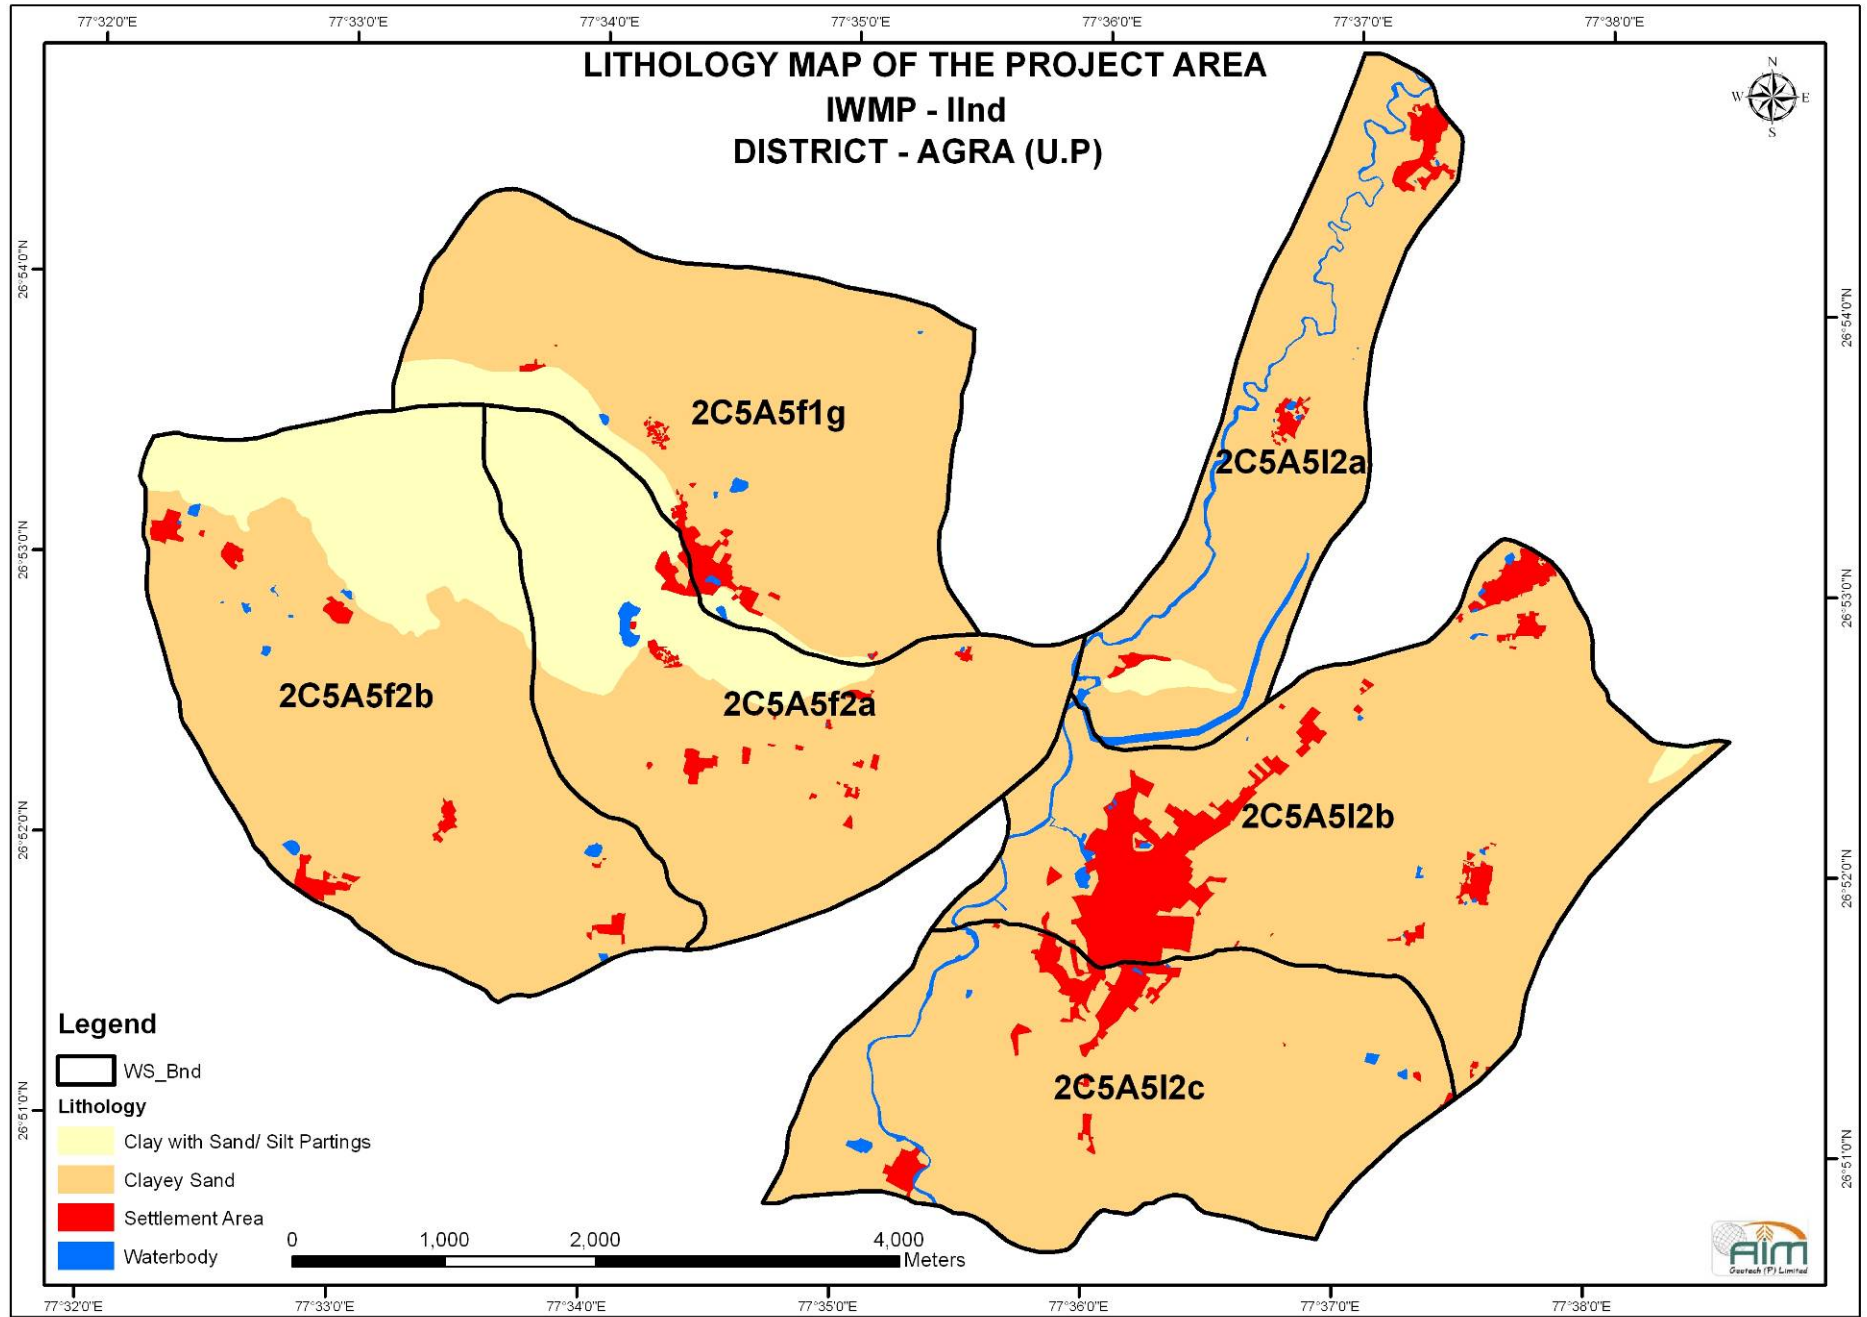 77°32'0"E 77°33'0"E 77°34'0"E 77°35'0"E 77°36'0"E 77°37'0"E 77°38'0"E
LITHOLOGY MAP OF THE PROJECT AREA
IWMP - IInd
DISTRICT - AGRA (U.P)
N
W E
S
26°54'0"N
26°54'0"N
2C5A5f1g
2C5A5l2a
26°53'0"N
26°53'0"N
2C5A5f2b
2C5A5f2a
2C5A5l2b
26°52'0"N
26°52'0"N
2C5A5l2c
26°51'0"N
26°51'0"N
Legend
WS_Bnd
Lithology
Clay with Sand/ Silt Partings
Clayey Sand
Settlement Area
Waterbody
0 1,000 2,000 4,000
Meters
AIM
Geotech (P) Limited
77°32'0"E 77°33'0"E 77°34'0"E 77°35'0"E 77°36'0"E 77°37'0"E 77°38'0"E